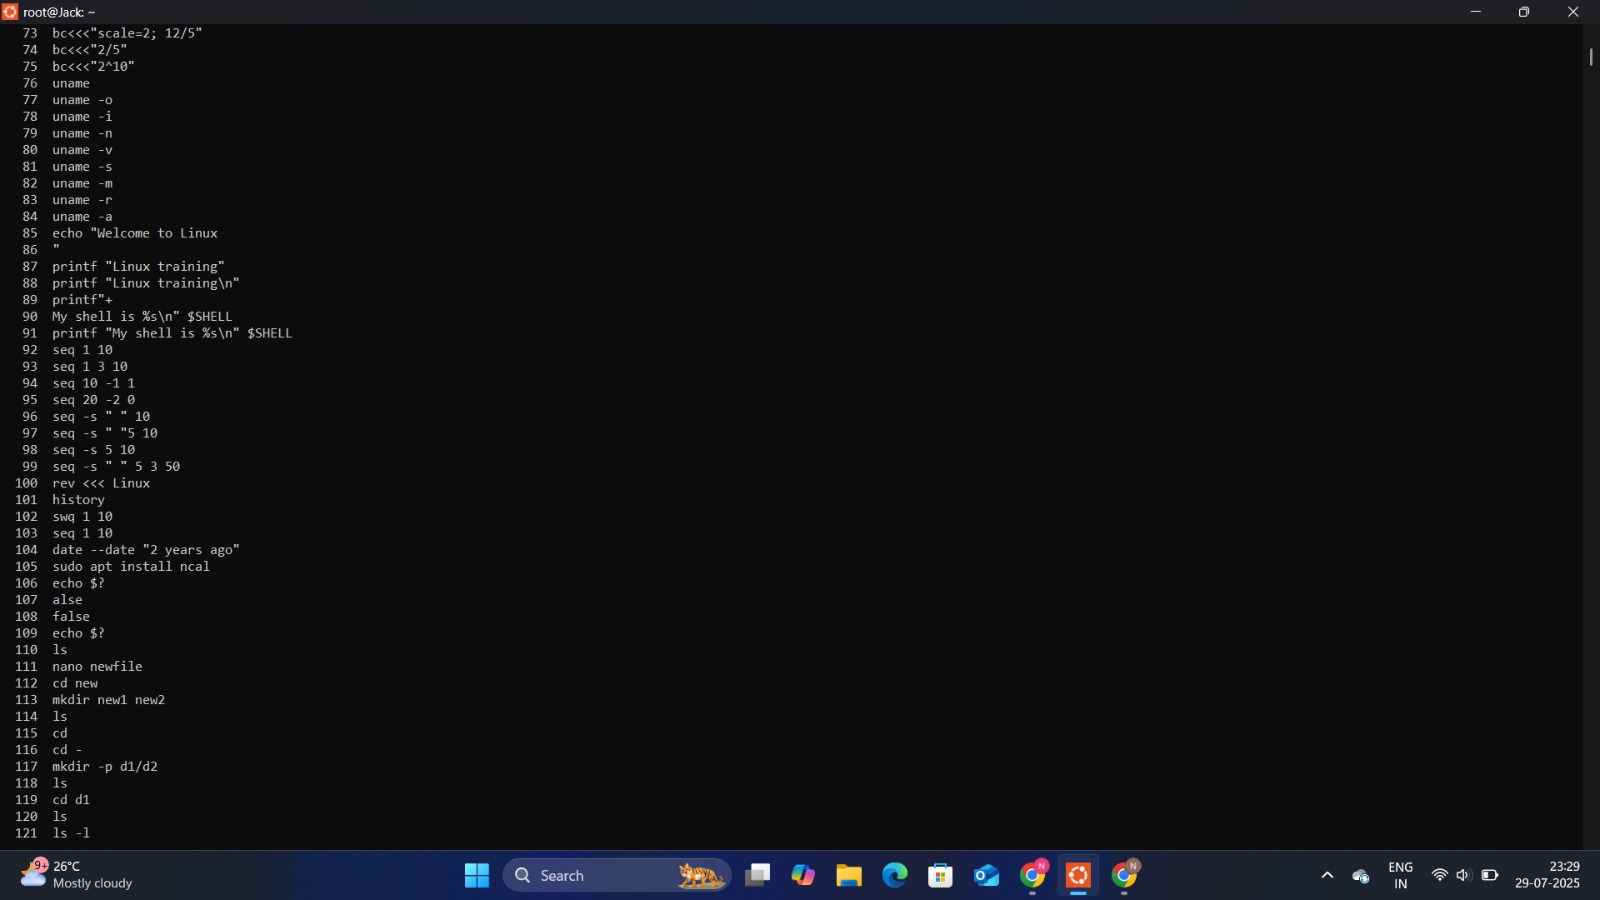 root@Jack: ~
73 bc<<<"scale=2; 12/5"
74 bc<<<"2/5"
75 bc<<<"2^10"
76 uname
77 uname -o
78 uname -i
79 uname -n
80 uname -v
81 uname -s
82 uname -m
83 uname -r
84 uname -a
85 echo "Welcome to Linux
86 "
87 printf "Linux training"
88 printf "Linux training\n"
89 printf"+
90 My shell is %s\n" $SHELL
91 printf "My shell is %s\n" $SHELL
92 seq 1 10
93 seq 1 3 10
94 seq 10 -1 1
95 seq 20 -2 0
96 seq -s " " 10
97 seq -s " "5 10
98 seq -s 5 10
99 seq -s " " 5 3 50
100 rev <<< Linux
101 history
102 swq 1 10
103 seq 1 10
104 date --date "2 years ago"
105 sudo apt install ncal
106 echo $?
107 alse
108 false
109 echo $?
110 ls
111 nano newfile
112 cd new
113 mkdir new1 new2
114 ls
115 cd
116 cd -
117 mkdir -p d1/d2
118 ls
119 cd d1
120 ls
121 ls -l
9+
26°C
Mostly cloudy
Search
N
N
ENG
IN
23:29
29-07-2025